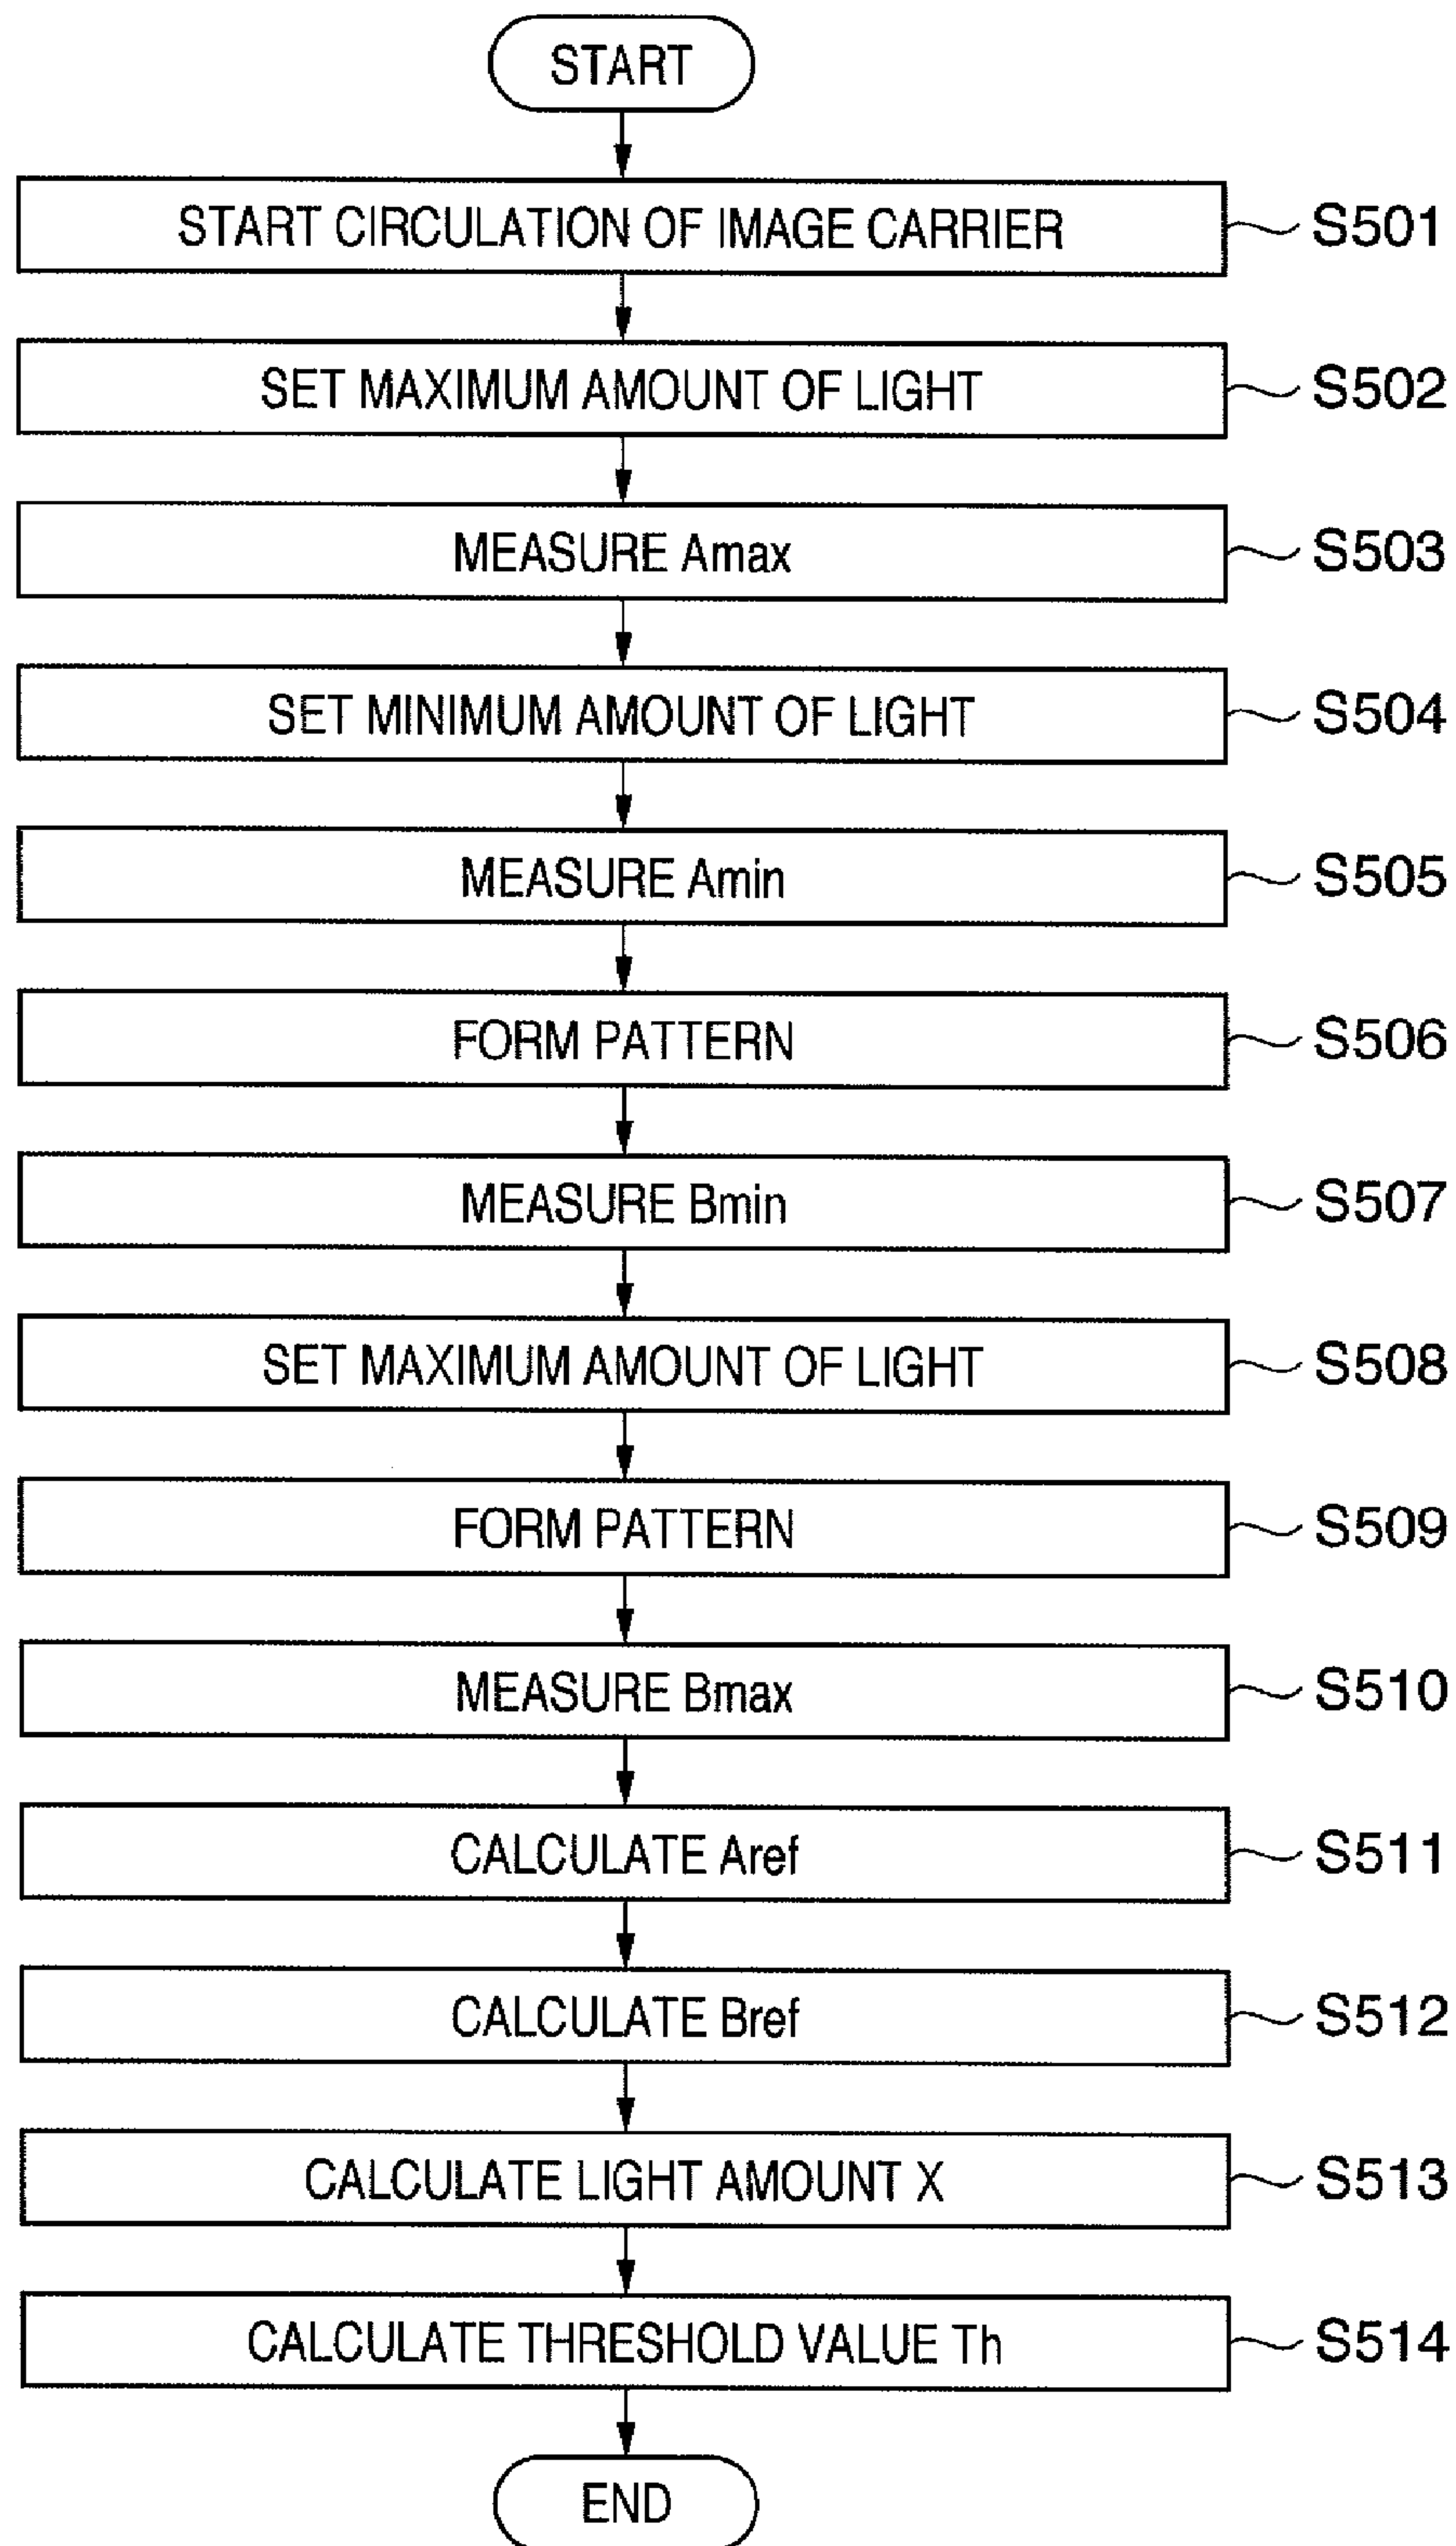 START
START CIRCULATION OF IMAGE CARRIER S501
SET MAXIMUM AMOUNT OF LIGHT S502
MEASURE Amax S503
SET MINIMUM AMOUNT OF LIGHT S504
MEASURE Amin S505
FORM PATTERN S506
MEASURE Bmin S507
SET MAXIMUM AMOUNT OF LIGHT S508
FORM PATTERN S509
MEASURE Bmax S510
CALCULATE Aref S511
CALCULATE Bref S512
CALCULATE LIGHT AMOUNT X S513
CALCULATE THRESHOLD VALUE Th S514
END